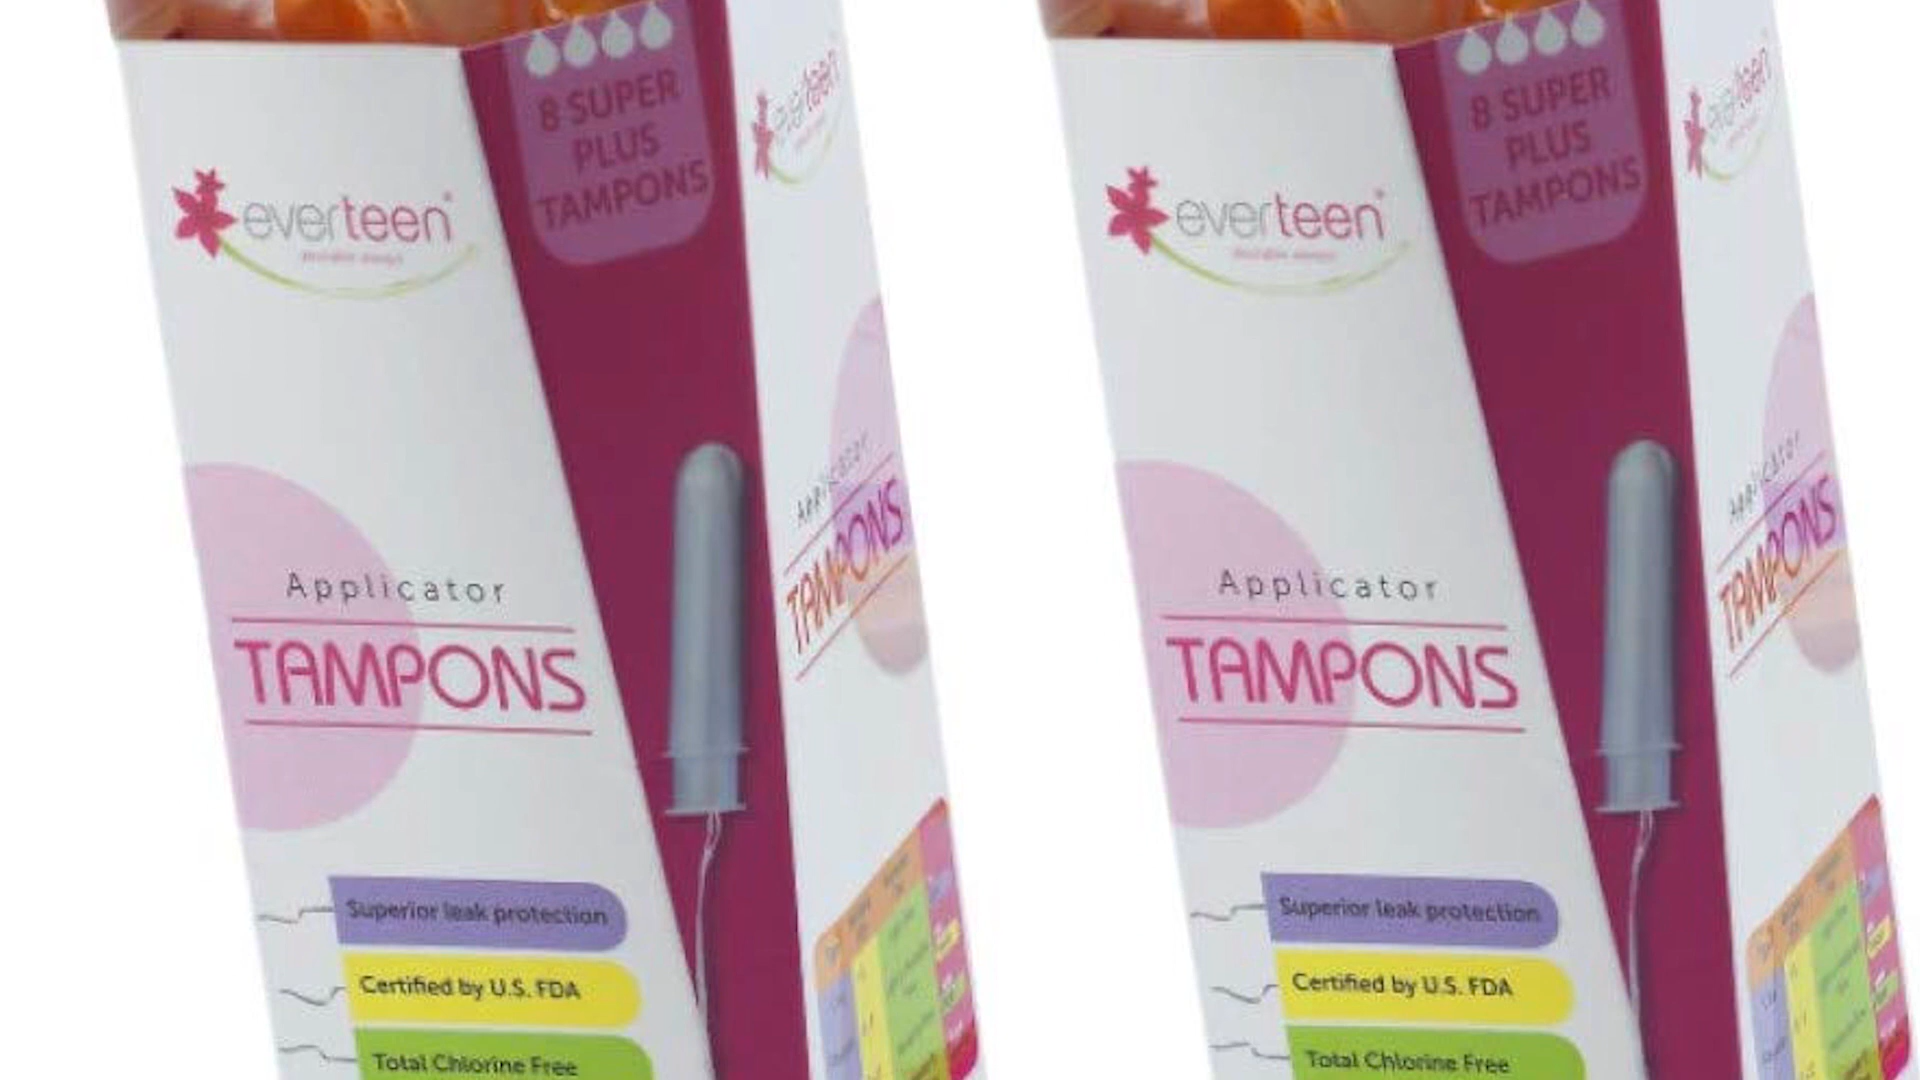 8 SUPER
PLUS
TAMPONS
everteen
everteen
Applicator
TAMPONS
Applicator
TAMPONS
Superior leak protection
Certified by U.S. FDA
Total Chlorine Free
8 SUPER
PLUS
TAMPONS
everteen
everteen
Applicator
TAMPONS
Applicator
TAMPONS
Superior leak protection
Certified by U.S. FDA
Total Chlorine Free